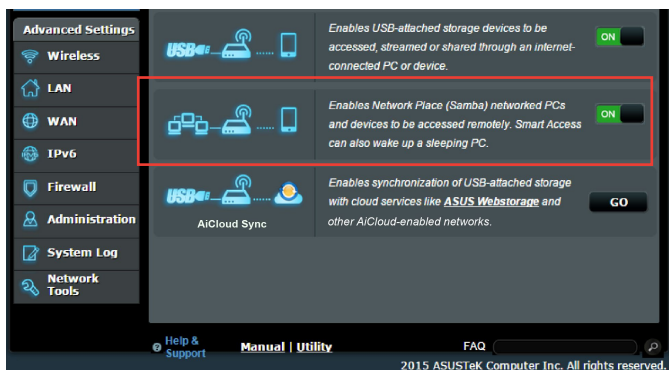 Advanced Settings
Wireless
LAN
WAN
IPv6
Firewall
Administration
System Log
Network
Tools
USB
Enables USB-attached storage devices to be
accessed, streamed or shared through an internet-
connected PC or device.
ON
Enables Network Place (Samba) networked PCs
and devices to be accessed remotely. Smart Access
can also wake up a sleeping PC.
ON
USB
AiCloud Sync
Enables synchronization of USB-attached storage
with cloud services like ASUS Webstorage and
other AiCloud-enabled networks.
GO
Help &
Support
Manual | Utility
FAQ
2015 ASUSTeK Computer Inc. All rights reserved.